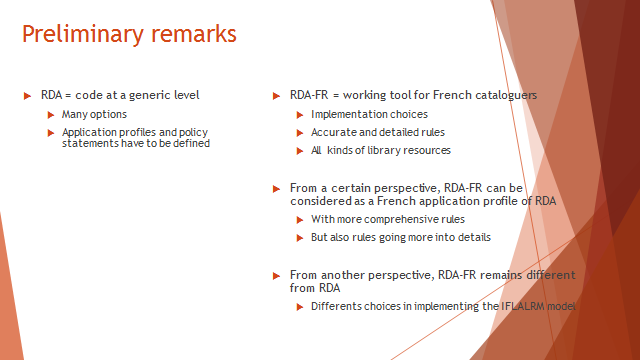 Preliminary remarks
RDA = code at a generic level
Many options
Application profiles and policy
statements have to be defined
RDA-FR = working tool for French cataloguers
Implementation choices
Accurate and detailed rules
All kinds of library resources
From a certain perspective, RDA-FR can be
considered as a French application profile of RDA
With more comprehensive rules
But also rules going more into details
From another perspective, RDA-FR remains different
from RDA
Differents choices in implementing the IFLALRM model